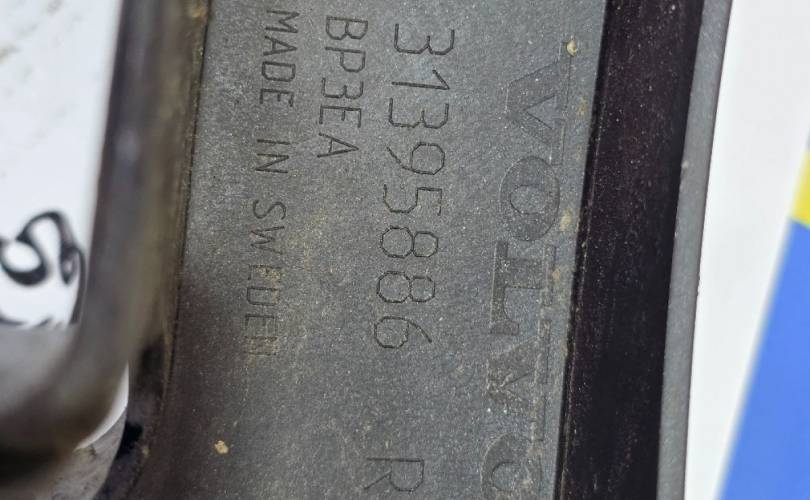 VOLVO
31395886 R
BP3EA
MADE IN SWEDEN